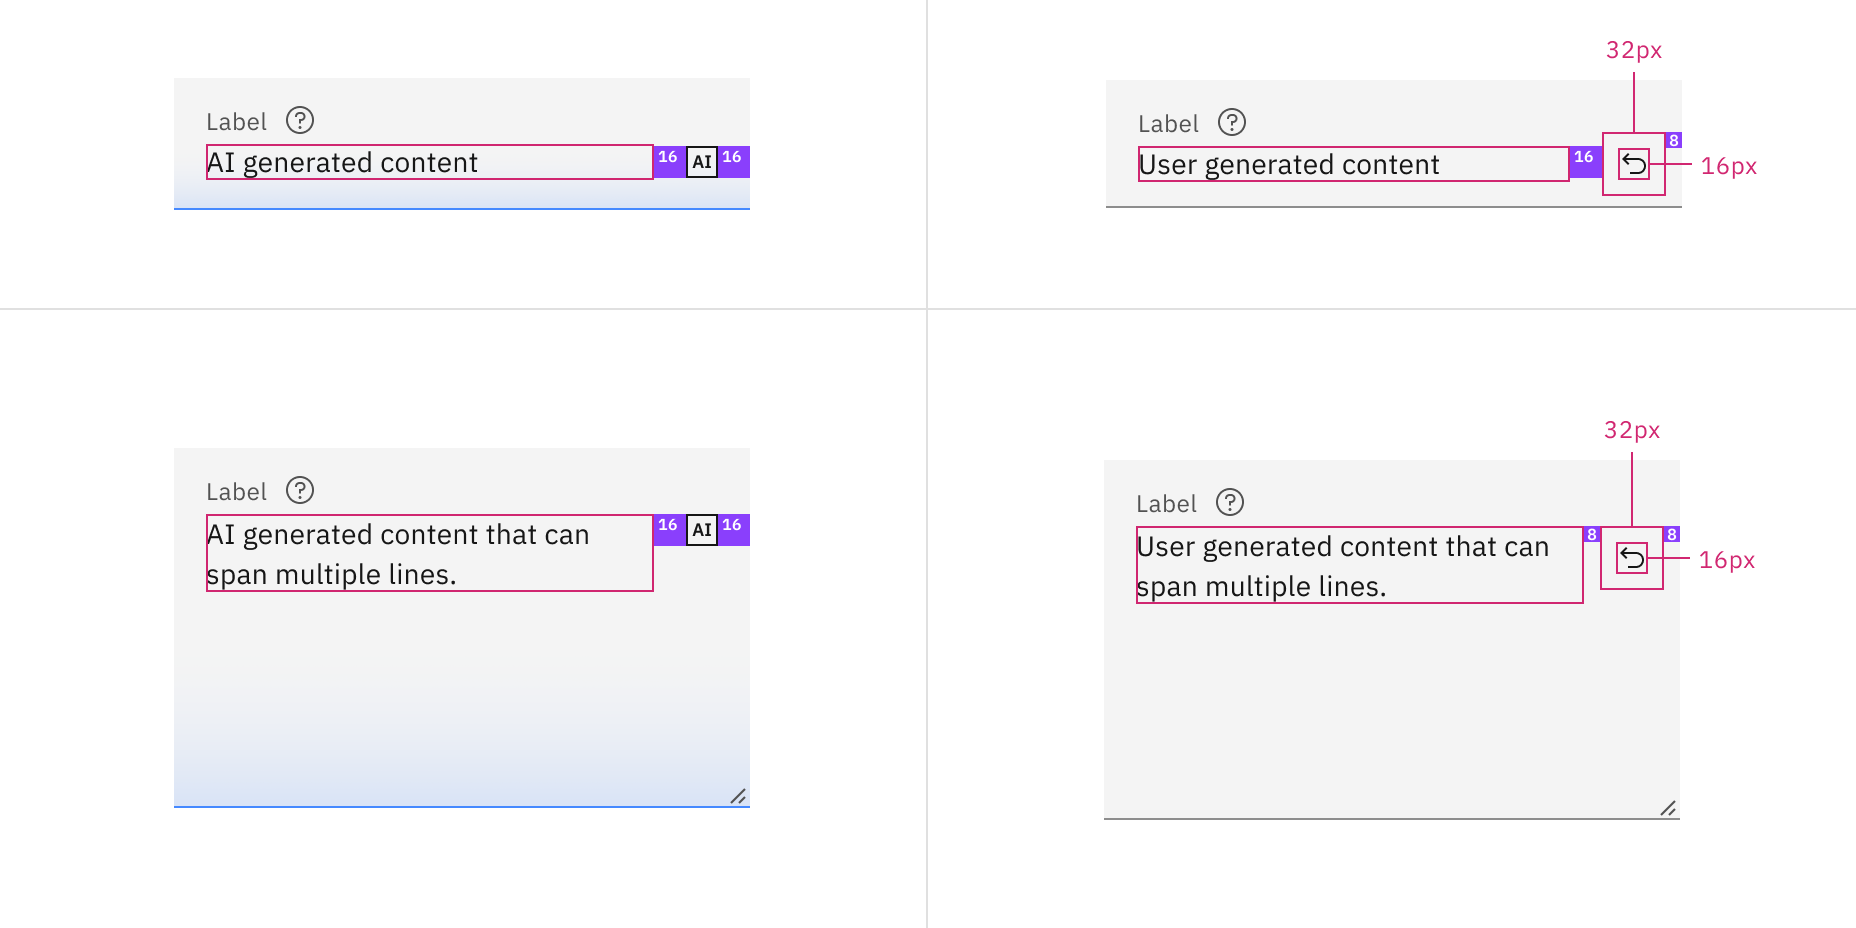 Label ?
AI generated content 16 AI 16
32px
Label ?
User generated content 16 8
16px
Label ?
AI generated content that can 16 AI 16
span multiple lines.
32px
Label ?
User generated content that can 8 8
span multiple lines.
16px